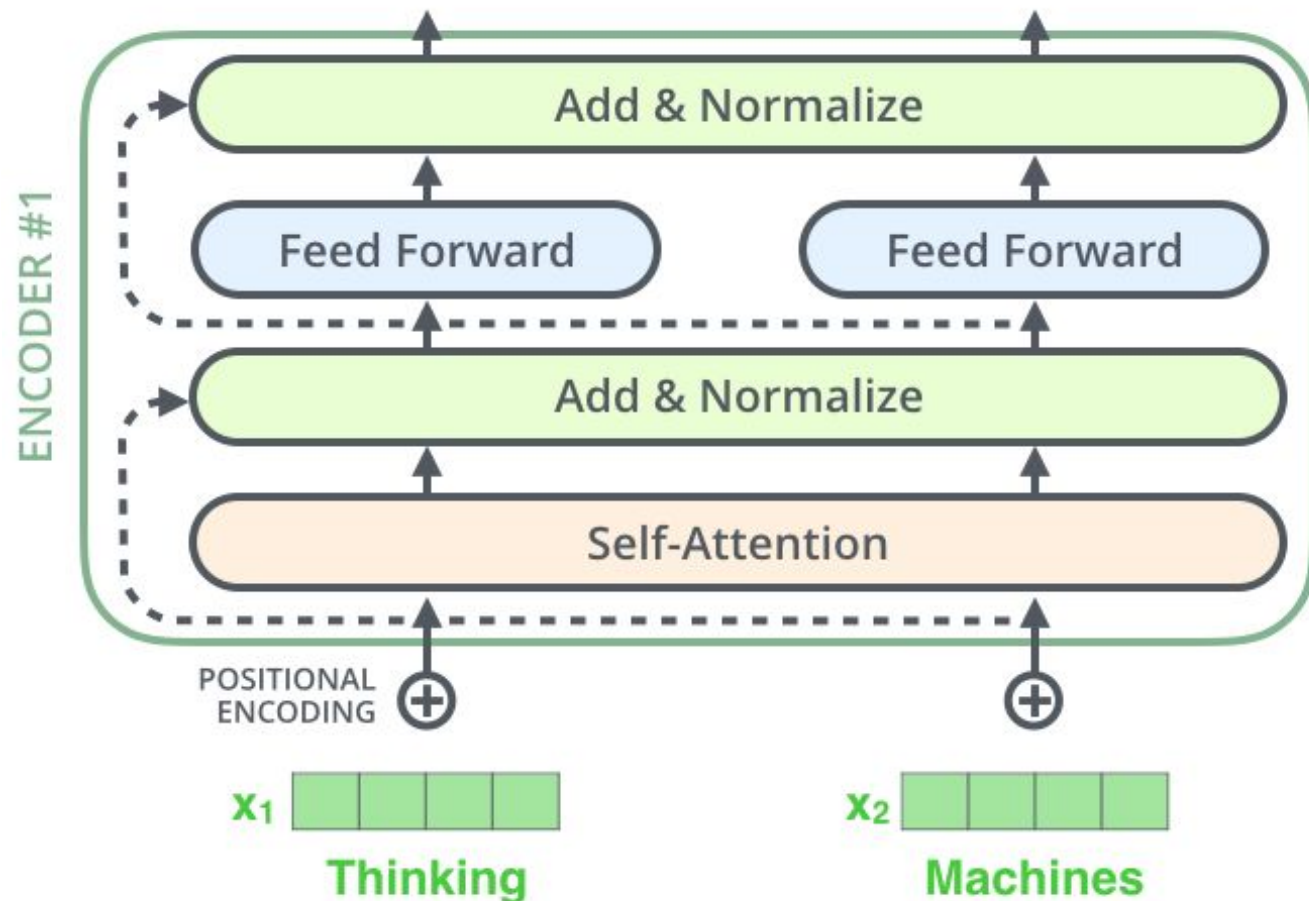 Add & Normalize
Feed Forward Feed Forward
ENCODER #1
Add & Normalize
Self-Attention
POSITIONAL
ENCODING
x₁ x₂
Thinking Machines